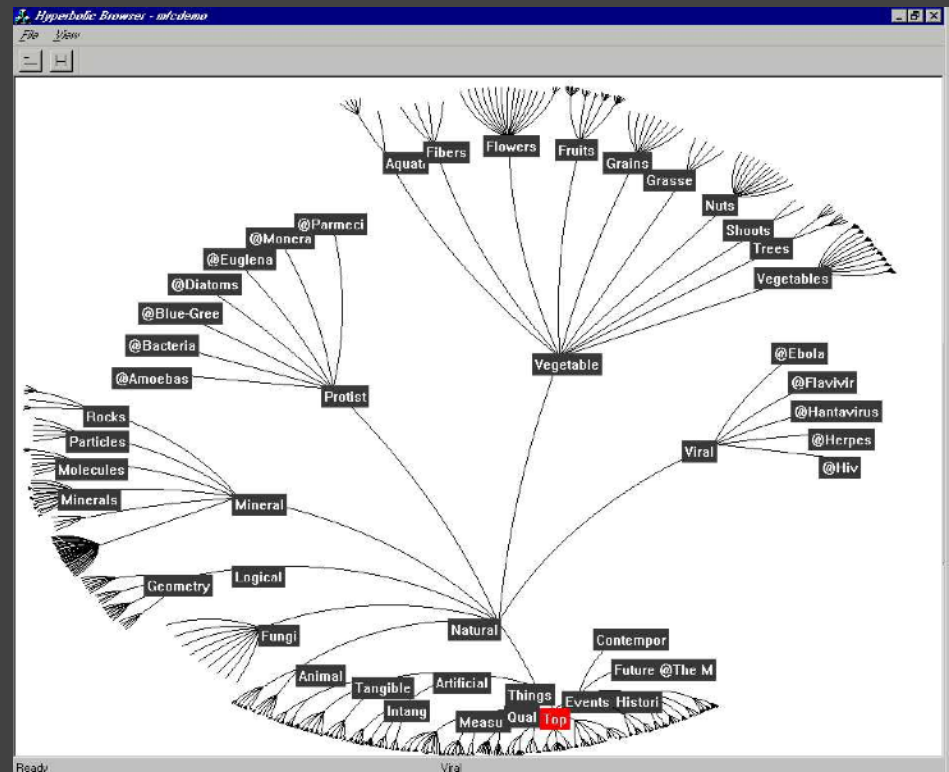 Hyperbolic Browser - mfcdemo
File View
Aquat
Fibers
Flowers
Fruits
Grains
Grasse
Nuts
Shoots
Trees
Vegetables
@Parmeci
@Monera
@Euglena
@Diatoms
@Blue-Gree
@Bacteria
@Amoebas
Protist
Vegetable
@Ebola
@Flavivir
@Hantavirus
@Herpes
@Hiv
Viral
Rocks
Particles
Molecules
Minerals
Mineral
Geometry
Logical
Fungi
Natural
Contempor
Future @The M
Animal
Tangible
Artificial
Intang
Things
Events Histori
Measu
Qual
Top
Ready Viral